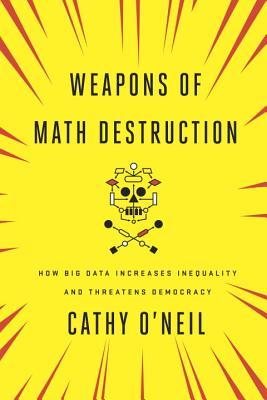 WEAPONS OF
MATH DESTRUCTION
HOW BIG DATA INCREASES INEQUALITY
AND THREATENS DEMOCRACY
CATHY O'NEIL